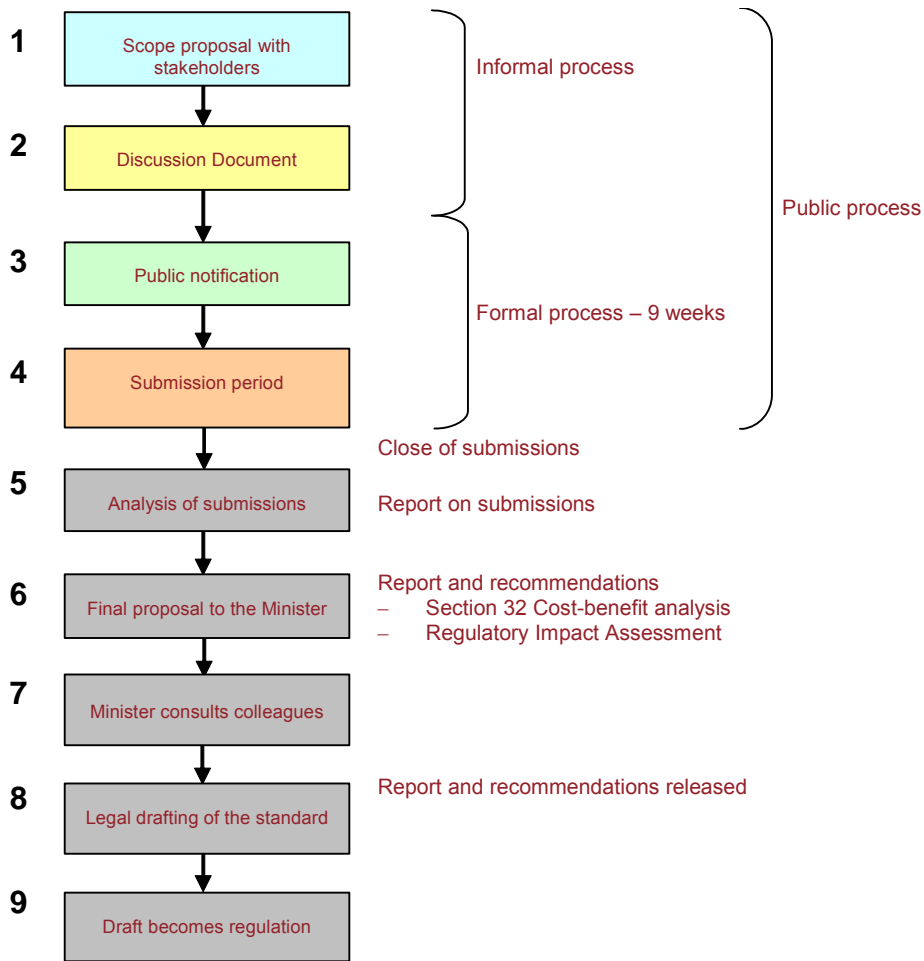 1
Scope proposal with
stakeholders
Informal process
2
Discussion Document
Public process
3
Public notification
Formal process – 9 weeks
4
Submission period
Close of submissions
5
Analysis of submissions
Report on submissions
6
Final proposal to the Minister
Report and recommendations
– Section 32 Cost-benefit analysis
– Regulatory Impact Assessment
7
Minister consults colleagues
8
Legal drafting of the standard
Report and recommendations released
9
Draft becomes regulation